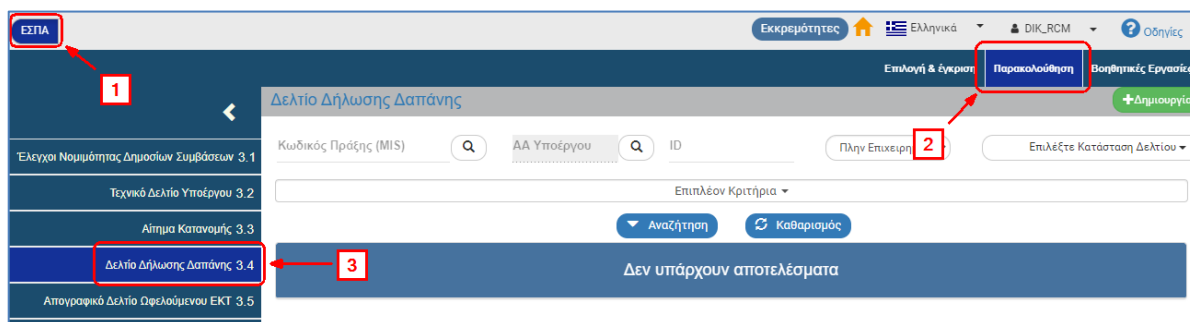 ΕΣΠΑ
Εκκρεμότητες Ελληνικά DIK_RCM Οδηγίες
1
Επιλογή & έγκριση Παρακολούθηση Βοηθητικές Εργασίες
Δελτίο Δήλωσης Δαπάνης
+Δημιουργία
2
Κωδικός Πράξης (MIS) ΑΑ Υποέργου ID Πλην Επιχειρη Επιλέξτε Κατάσταση Δελτίου
Έλεγχοι Νομιμότητας Δημοσίων Συμβάσεων 3.1
Τεχνικό Δελτίο Υποέργου 3.2
Επιπλέον Κριτήρια
Αίτημα Κατανομής 3.3
Αναζήτηση Καθαρισμός
Δελτίο Δήλωσης Δαπάνης 3.4
3
Δεν υπάρχουν αποτελέσματα
Απογραφικό Δελτίο Ωφελούμενου ΕΚΤ 3.5